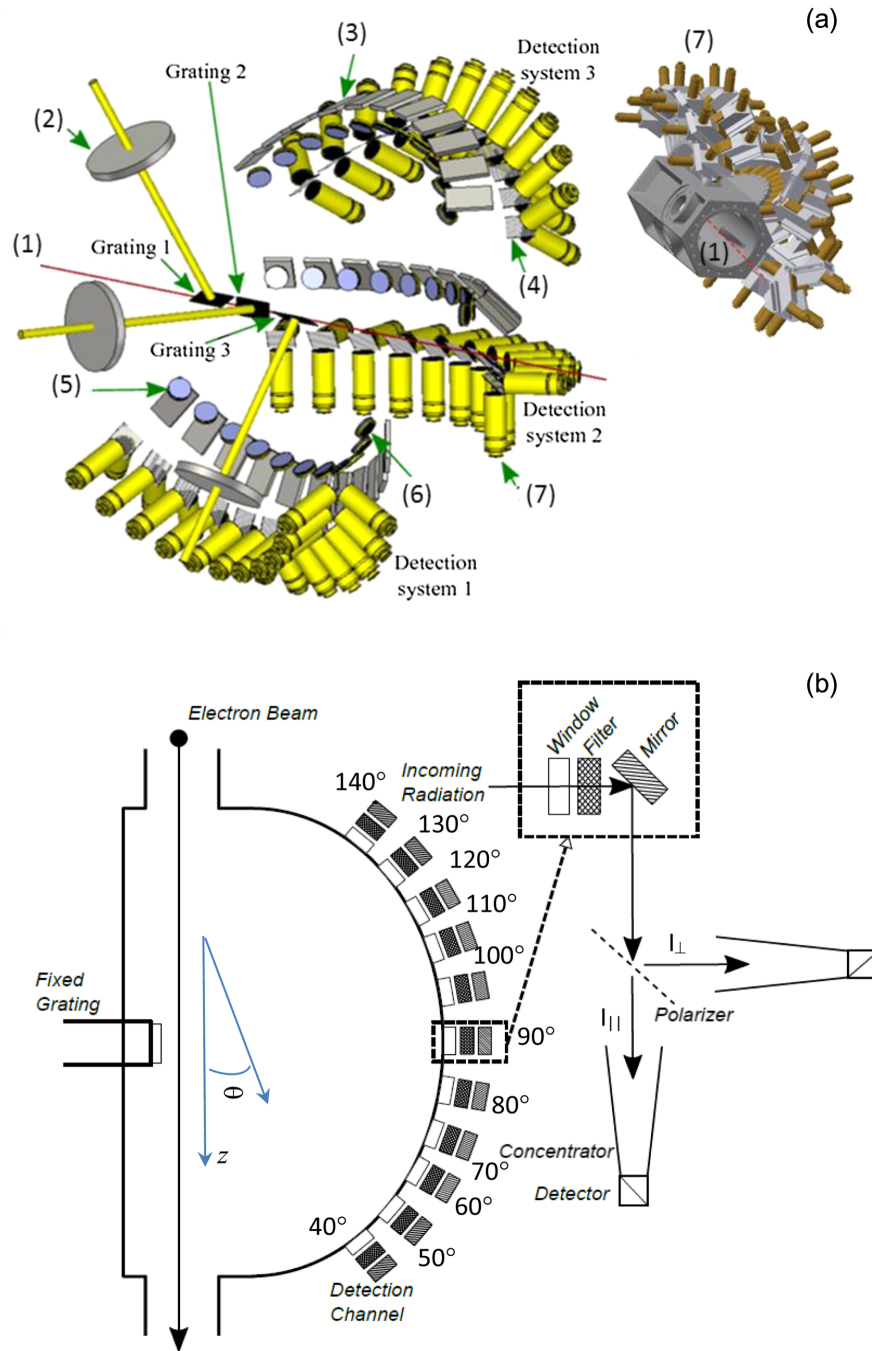 (a)
(3)
Detection
system 3
(7)
Grating 2
(2)
(1)
Grating 1
(4)
(1)
Grating 3
(5)
Detection
system 2
(6)
(7)
Detection
system 1
(b)
Electron Beam
Window
Filter
Mirror
Incoming
Radiation
140°
130°
120°
110°
100°
I⊥
Fixed
Grating
Polarizer
I||
90°
θ
80°
z
Concentrator
70°
Detector
60°
40°
50°
Detection
Channel